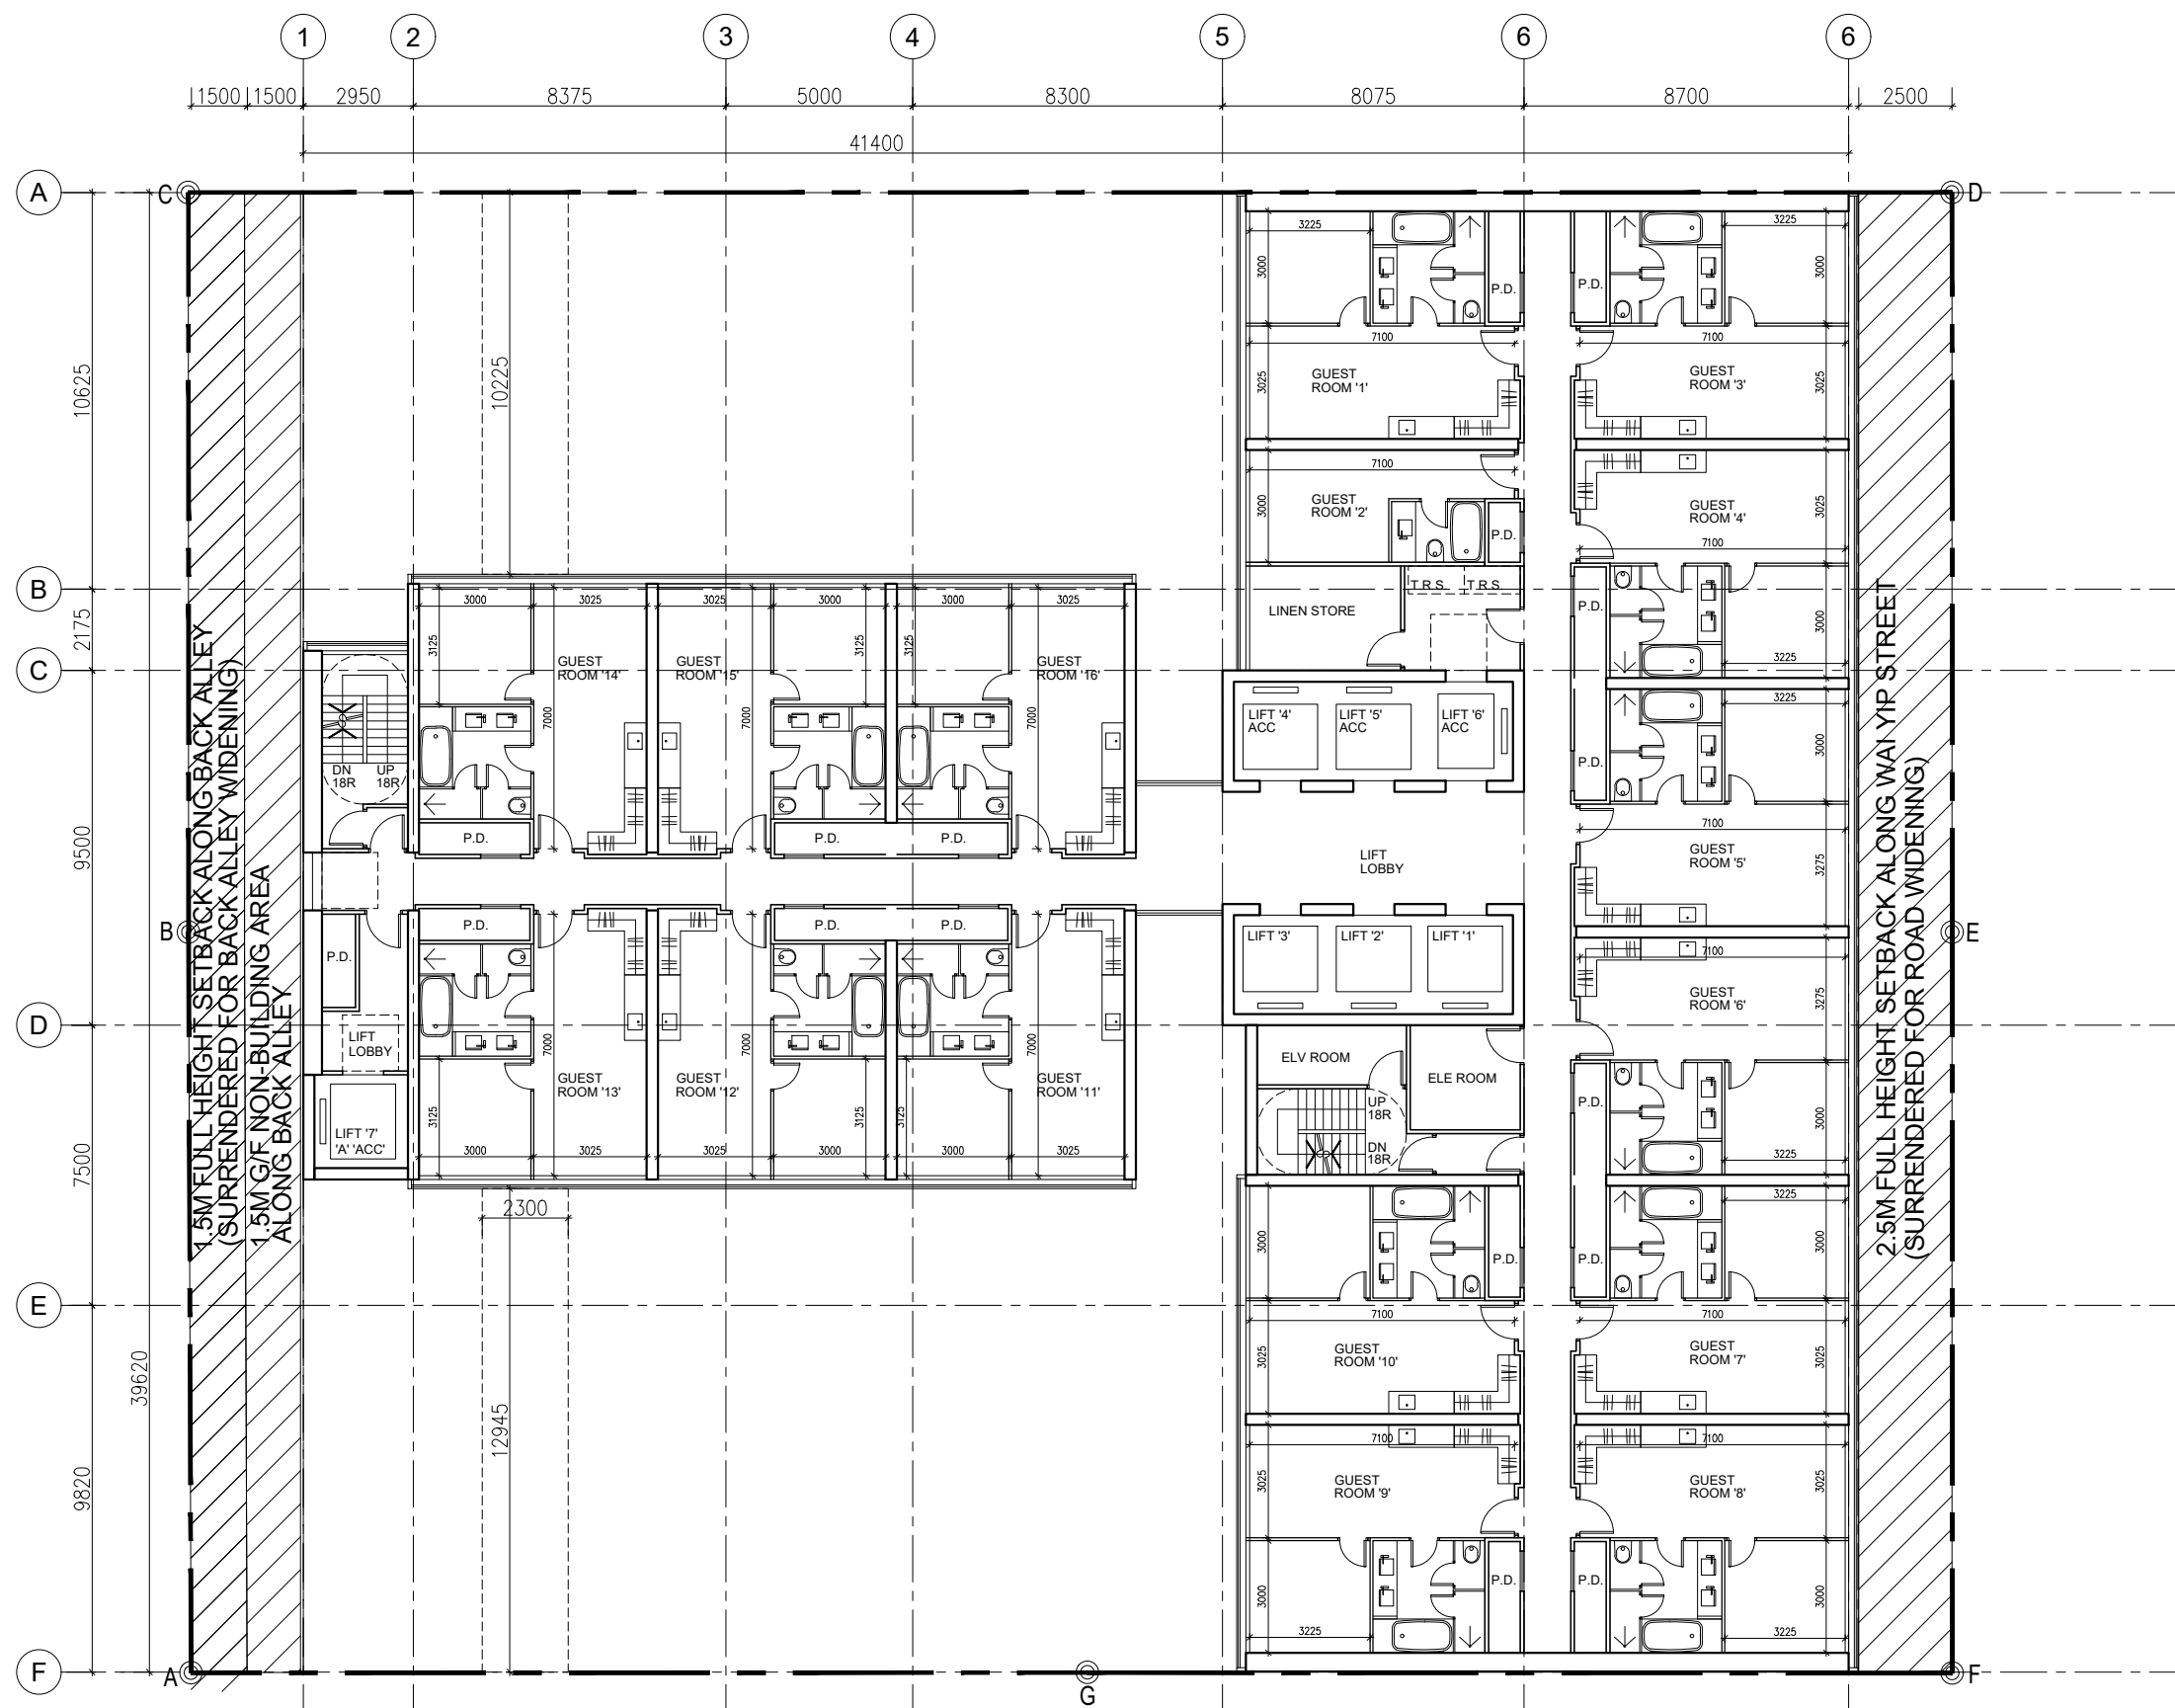 1 2 3 4 5 6 6
1500 1500 2950 8375 5000 8300 8075 8700 2500
41400
A C D
3225 3225
3000 3000
P.D. P.D.
7100 7100
10225
10625
GUEST
ROOM '1'
3025
GUEST
ROOM '3'
3025
7100
GUEST
ROOM '2'
3000
P.D.
GUEST
ROOM '4'
3025
7100
B
T.R.S. T.R.S.
LINEN STORE
P.D.
3000
3225
2175
C
3000 3025 3025 3000 3000 3025
3125 3125 3125
GUEST
ROOM '14'
GUEST
ROOM '15'
GUEST
ROOM '16'
7000 7000 7000
DN
18R
UP
18R
P.D. P.D. P.D.
LIFT '4'
ACC
LIFT '5'
ACC
LIFT '6'
ACC
3225
3000
P.D.
7100
GUEST
ROOM '5'
3275
9500
LIFT
LOBBY
B E
P.D. P.D. P.D.
P.D.
LIFT '3' LIFT '2' LIFT '1'
7100
GUEST
ROOM '6'
3275
D
LIFT
LOBBY
7000 7000 7000
GUEST
ROOM '13'
GUEST
ROOM '12'
GUEST
ROOM '11'
3125 3125 3125
3000 3025 3025 3000 3000 3025
LIFT '7'
'A' 'ACC'
ELV ROOM
ELE ROOM
UP
18R
DN
18R
P.D.
3000
3225
7500
2300
3225
3000 3000
P.D. P.D.
E
7100 7100
GUEST
ROOM '10'
3025
GUEST
ROOM '7'
3025
39620
12945
9820
7100 7100
GUEST
ROOM '9'
3025
GUEST
ROOM '8'
3025
P.D. P.D.
3000 3000
3225 3225
F A G F
1.5M FULL HEIGHT SETBACK ALONG BACK ALLEY
(SURRENDERED FOR BACK ALLEY WIDENING)
1.5M G/F NON-BUILDING AREA
ALONG BACK ALLEY
2.5M FULL HEIGHT SETBACK ALONG WAI YIP STREET
(SURRENDERED FOR ROAD WIDENING)